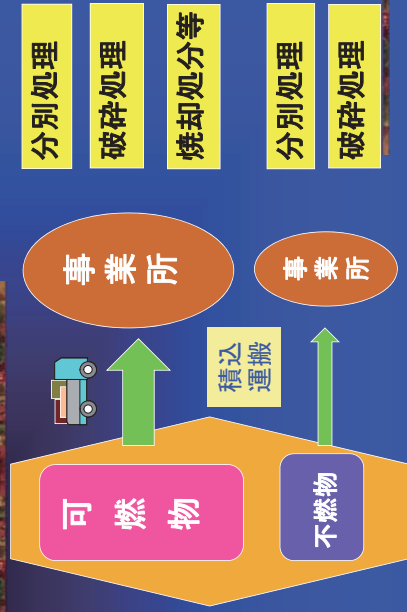 可燃物
不燃物
積込
運搬
事業所
事業所
分別処理
破砕処理
焼却処分等
分別処理
破砕処理